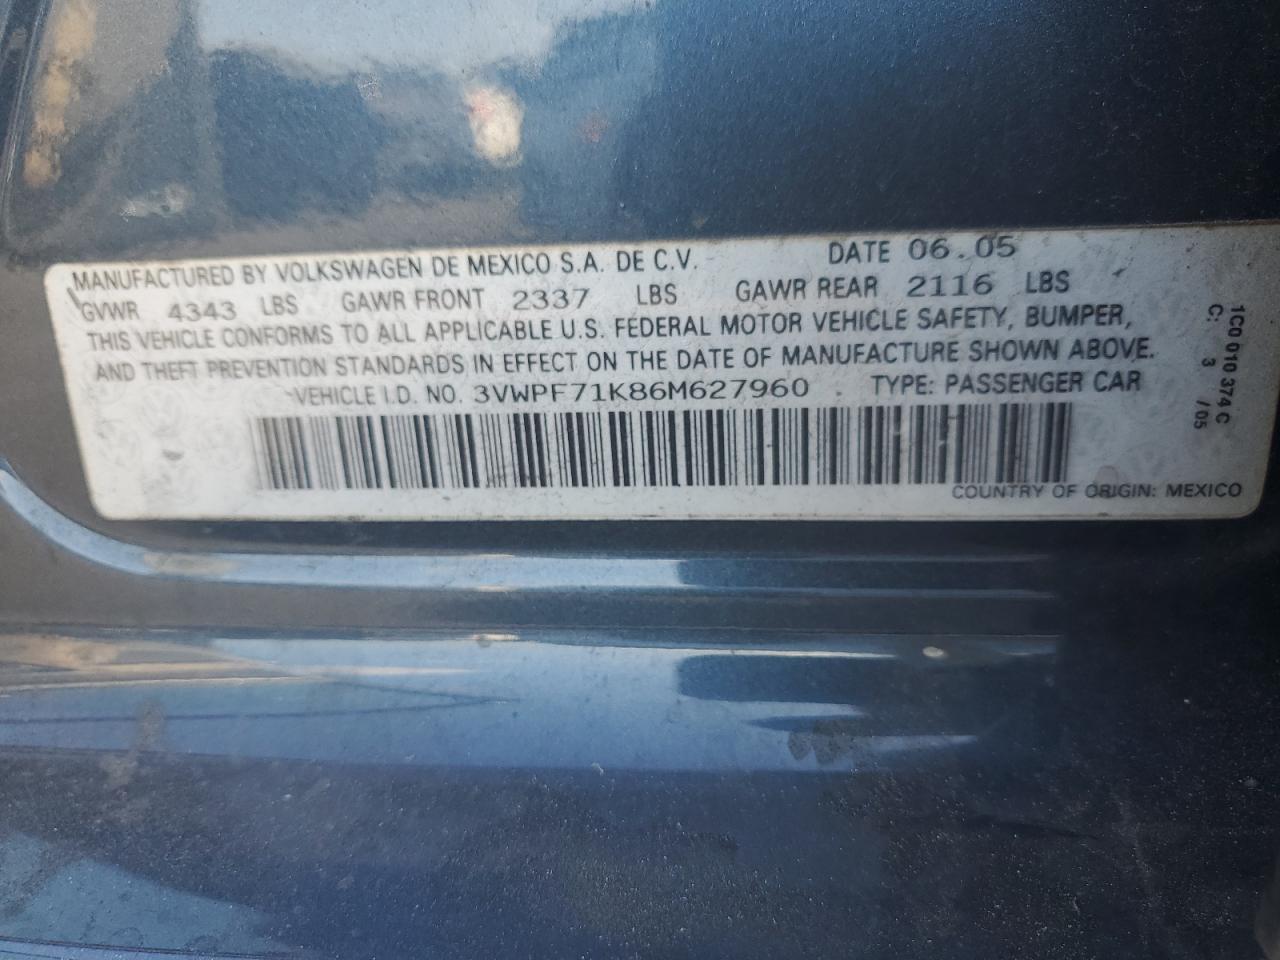 MANUFACTURED BY VOLKSWAGEN DE MEXICO S.A. DE C.V. DATE 06.05
GVWR 4343 LBS GAWR FRONT 2337 LBS GAWR REAR 2116 LBS
THIS VEHICLE CONFORMS TO ALL APPLICABLE U.S. FEDERAL MOTOR VEHICLE SAFETY, BUMPER,
AND THEFT PREVENTION STANDARDS IN EFFECT ON THE DATE OF MANUFACTURE SHOWN ABOVE.
VEHICLE I.D. NO. 3VWPF71K86M627960 TYPE: PASSENGER CAR
COUNTRY OF ORIGIN: MEXICO
1C0 010 374 C
C: 3 /05